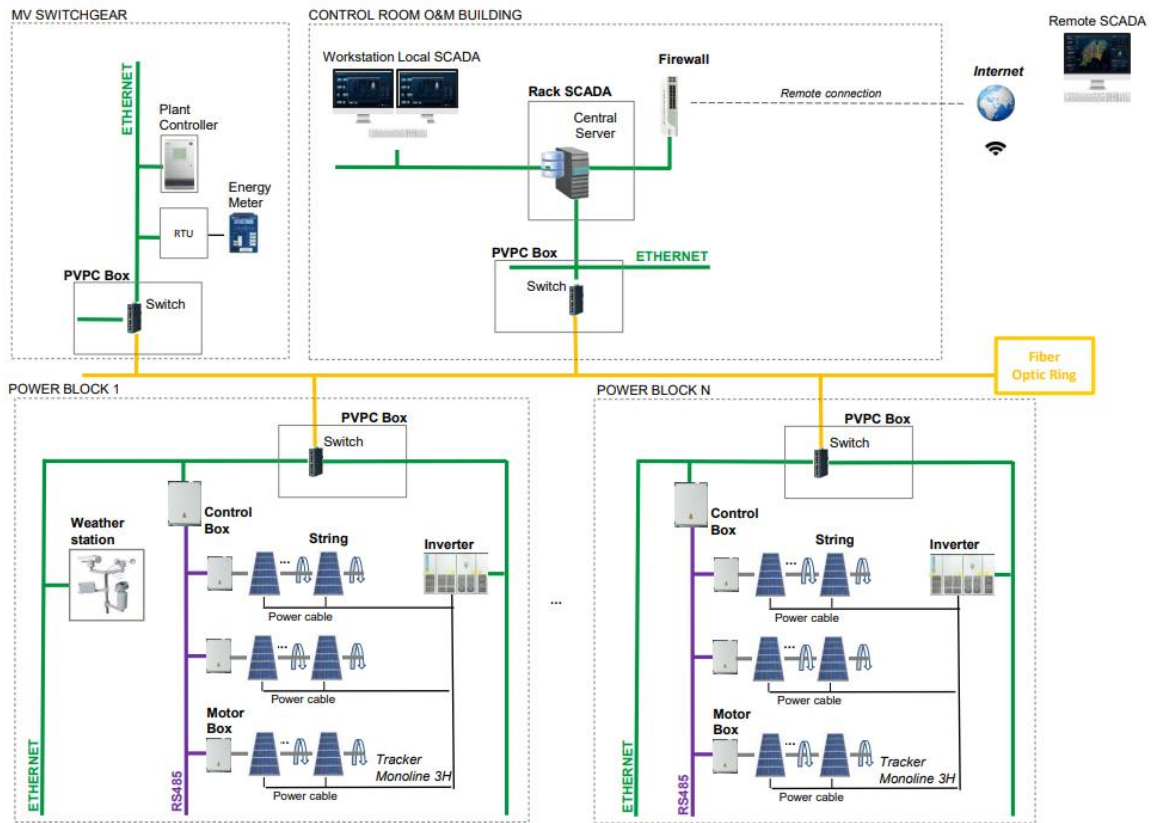 MV SWITCHGEAR
ETHERNET
Plant
Controller
Energy
Meter
RTU
PVPC Box
Switch
CONTROL ROOM O&M BUILDING
Workstation Local SCADA
Firewall
Rack SCADA
Central
Server
Remote connection
Internet
Remote SCADA
PVPC Box
ETHERNET
Switch
Fiber
Optic Ring
POWER BLOCK 1
PVPC Box
Switch
Control
Box
Weather
station
String
Inverter
...
Power cable
...
Power cable
Motor
Box
...
Tracker
Monoline 3H
Power cable
ETHERNET
RS485
...
POWER BLOCK N
PVPC Box
Switch
Control
Box
String
Inverter
...
Power cable
...
Power cable
Motor
Box
...
Tracker
Monoline 3H
Power cable
ETHERNET
RS485